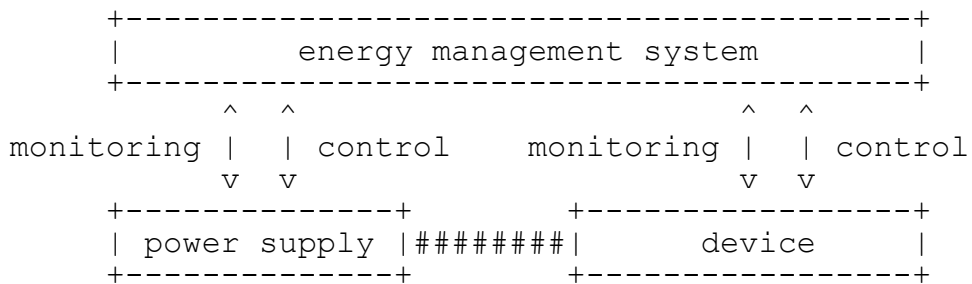 energy management system
monitoring | | control monitoring | | control
power supply |########| device